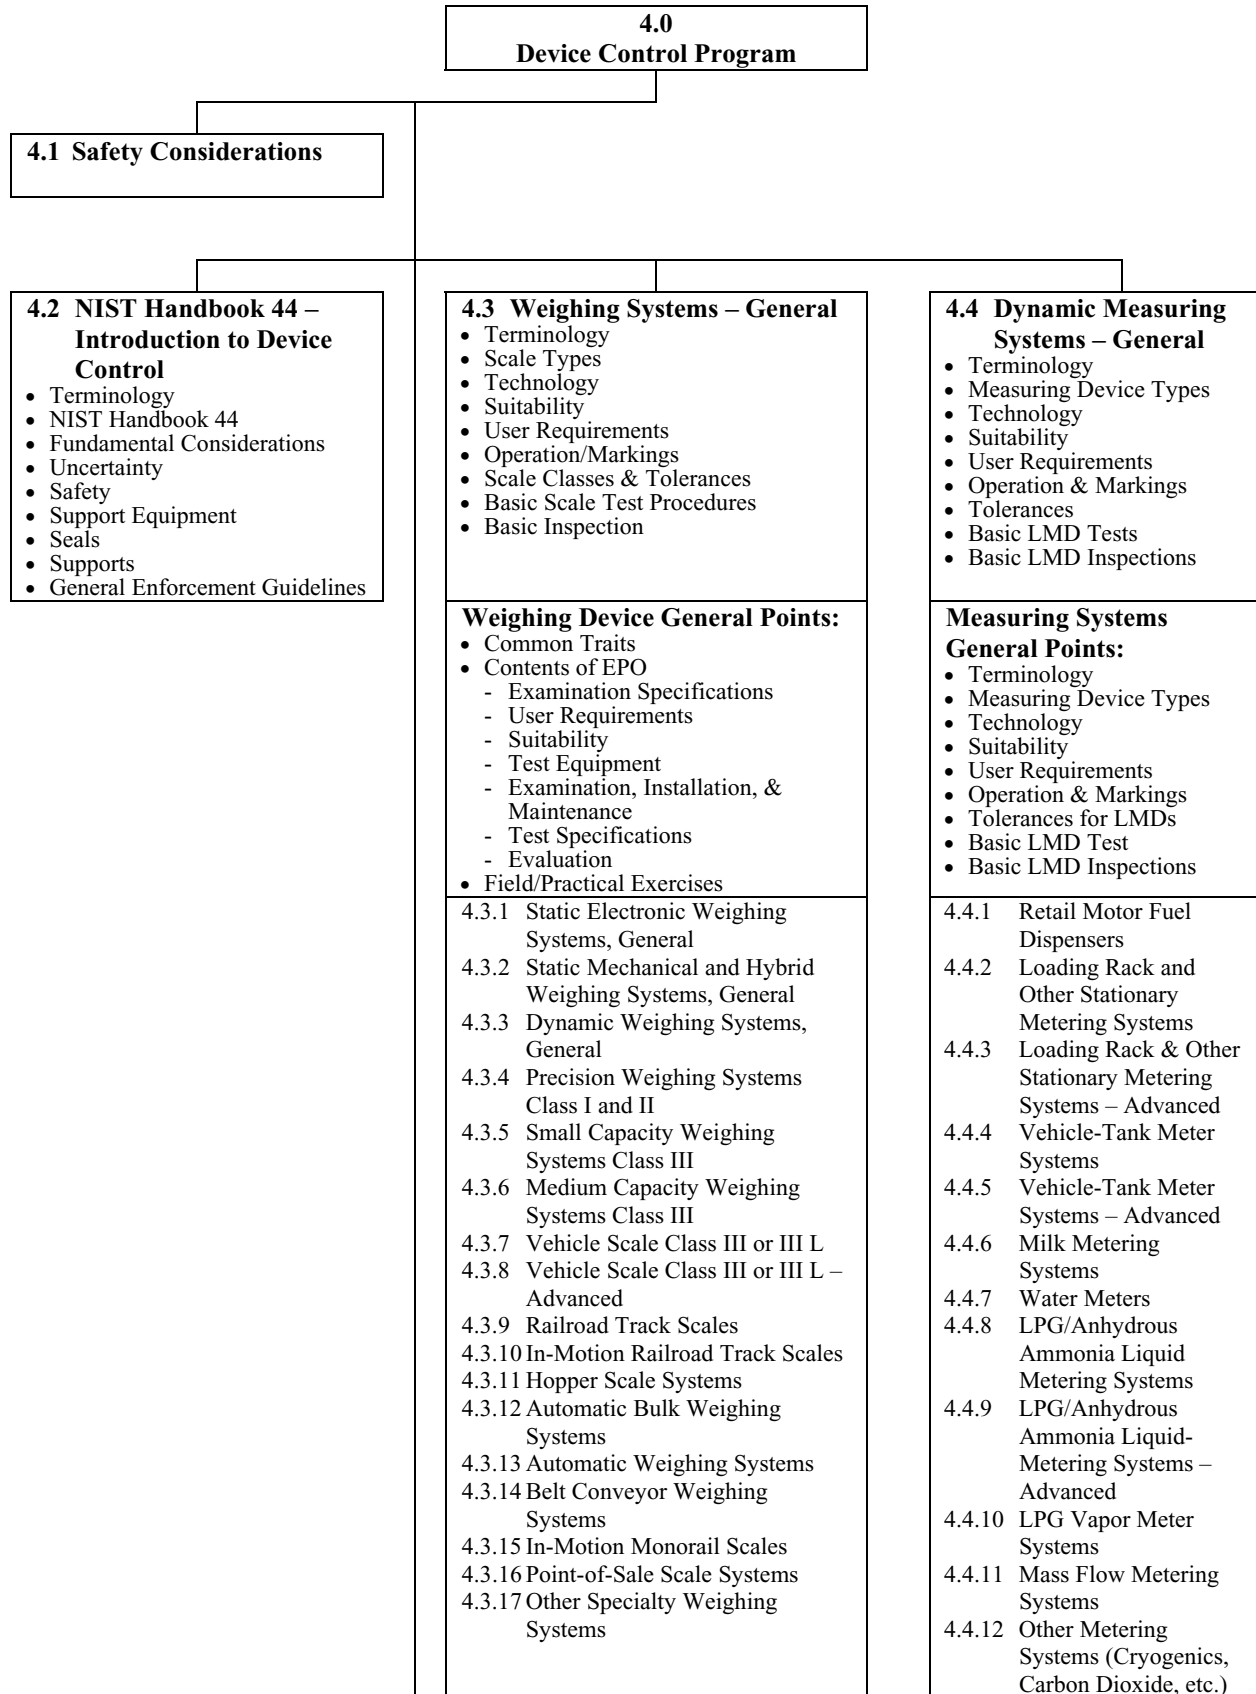 4.0
Device Control Program
4.1 Safety Considerations
4.2 NIST Handbook 44 –
Introduction to Device
Control
• Terminology
• NIST Handbook 44
• Fundamental Considerations
• Uncertainty
• Safety
• Support Equipment
• Seals
• Supports
• General Enforcement Guidelines
4.3 Weighing Systems – General
• Terminology
• Scale Types
• Technology
• Suitability
• User Requirements
• Operation/Markings
• Scale Classes & Tolerances
• Basic Scale Test Procedures
• Basic Inspection
Weighing Device General Points:
• Common Traits
• Contents of EPO
- Examination Specifications
- User Requirements
- Suitability
- Test Equipment
- Examination, Installation, &
Maintenance
- Test Specifications
- Evaluation
• Field/Practical Exercises
4.3.1 Static Electronic Weighing
Systems, General
4.3.2 Static Mechanical and Hybrid
Weighing Systems, General
4.3.3 Dynamic Weighing Systems,
General
4.3.4 Precision Weighing Systems
Class I and II
4.3.5 Small Capacity Weighing
Systems Class III
4.3.6 Medium Capacity Weighing
Systems Class III
4.3.7 Vehicle Scale Class III or III L
4.3.8 Vehicle Scale Class III or III L –
Advanced
4.3.9 Railroad Track Scales
4.3.10 In-Motion Railroad Track Scales
4.3.11 Hopper Scale Systems
4.3.12 Automatic Bulk Weighing
Systems
4.3.13 Automatic Weighing Systems
4.3.14 Belt Conveyor Weighing
Systems
4.3.15 In-Motion Monorail Scales
4.3.16 Point-of-Sale Scale Systems
4.3.17 Other Specialty Weighing
Systems
4.4 Dynamic Measuring
Systems – General
• Terminology
• Measuring Device Types
• Technology
• Suitability
• User Requirements
• Operation & Markings
• Tolerances
• Basic LMD Tests
• Basic LMD Inspections
Measuring Systems
General Points:
• Terminology
• Measuring Device Types
• Technology
• Suitability
• User Requirements
• Operation & Markings
• Tolerances for LMDs
• Basic LMD Test
• Basic LMD Inspections
4.4.1 Retail Motor Fuel
Dispensers
4.4.2 Loading Rack and
Other Stationary
Metering Systems
4.4.3 Loading Rack & Other
Stationary Metering
Systems – Advanced
4.4.4 Vehicle-Tank Meter
Systems
4.4.5 Vehicle-Tank Meter
Systems – Advanced
4.4.6 Milk Metering
Systems
4.4.7 Water Meters
4.4.8 LPG/Anhydrous
Ammonia Liquid
Metering Systems
4.4.9 LPG/Anhydrous
Ammonia Liquid-
Metering Systems –
Advanced
4.4.10 LPG Vapor Meter
Systems
4.4.11 Mass Flow Metering
Systems
4.4.12 Other Metering
Systems (Cryogenics,
Carbon Dioxide, etc.)